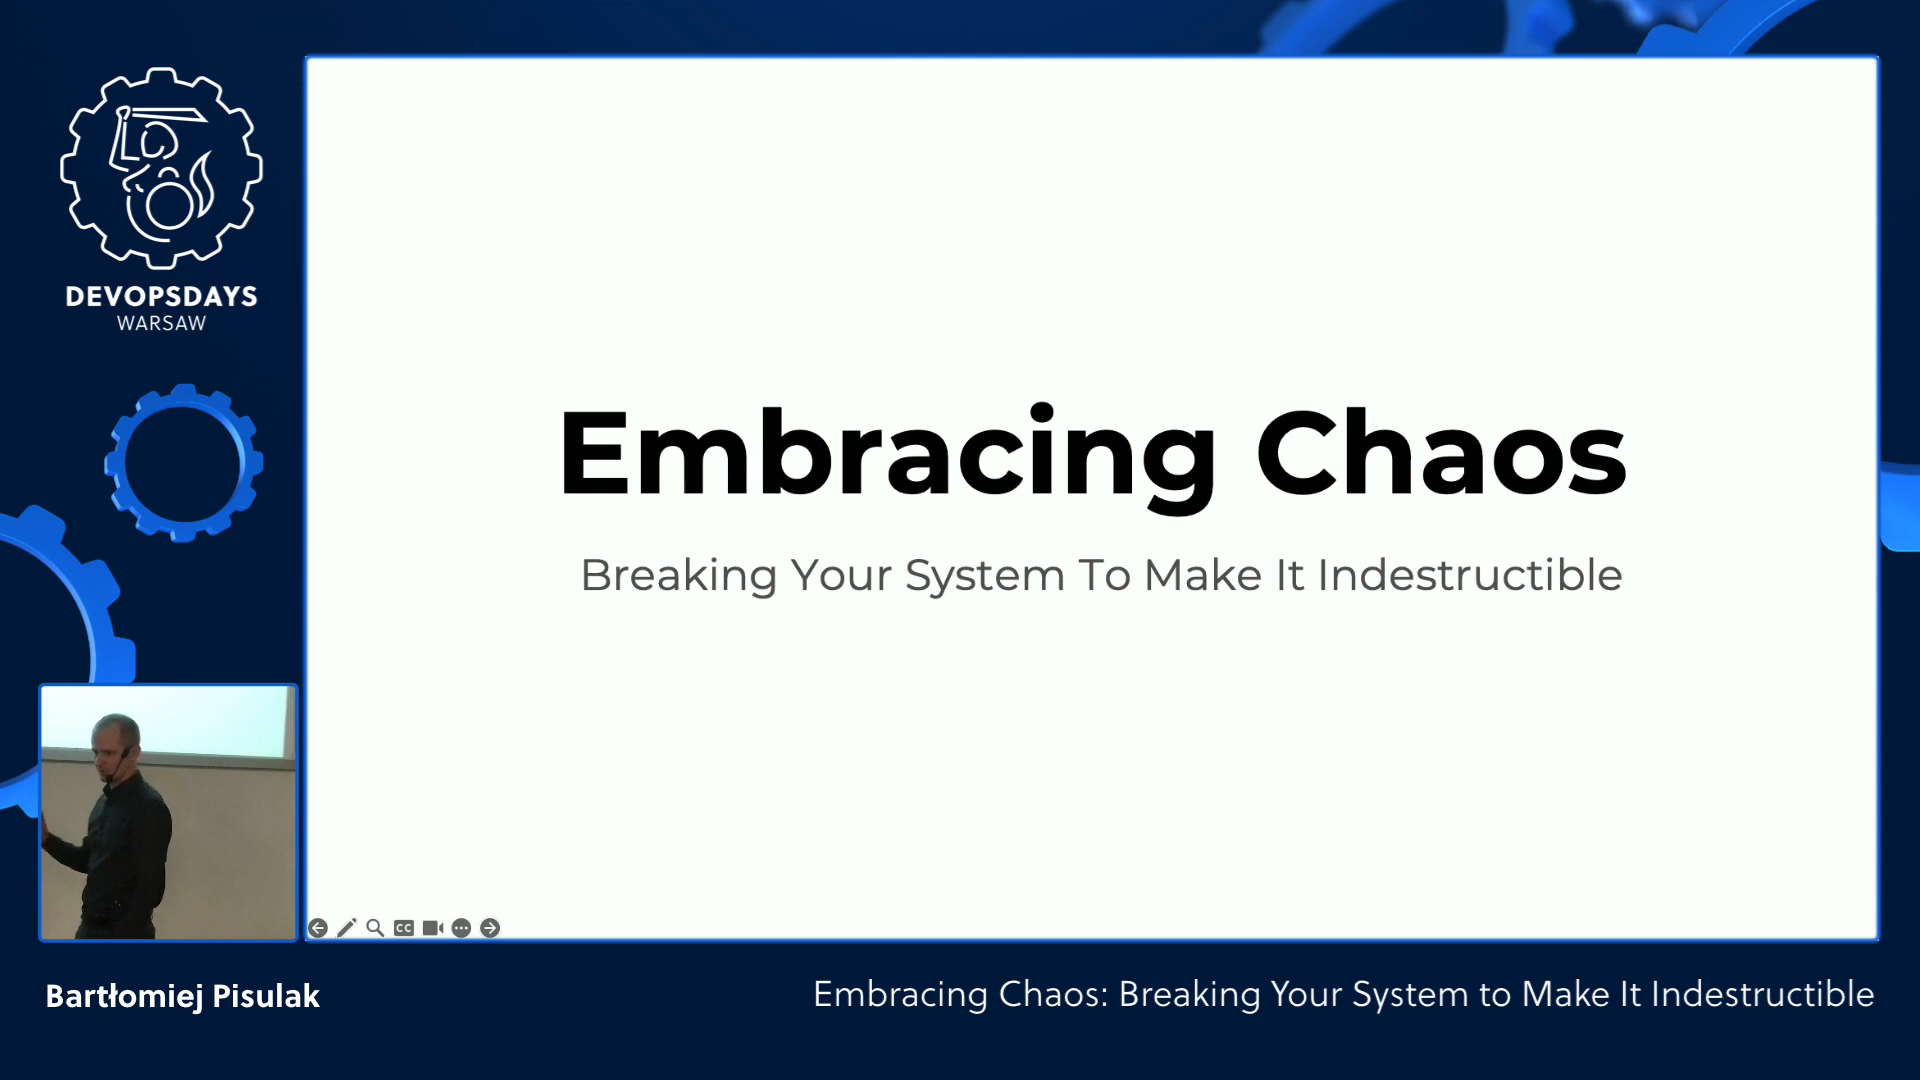 DEVOPSDAYS
WARSAW
Embracing Chaos
Breaking Your System To Make It Indestructible
CC
Bartłomiej Pisulak
Embracing Chaos: Breaking Your System to Make It Indestructible